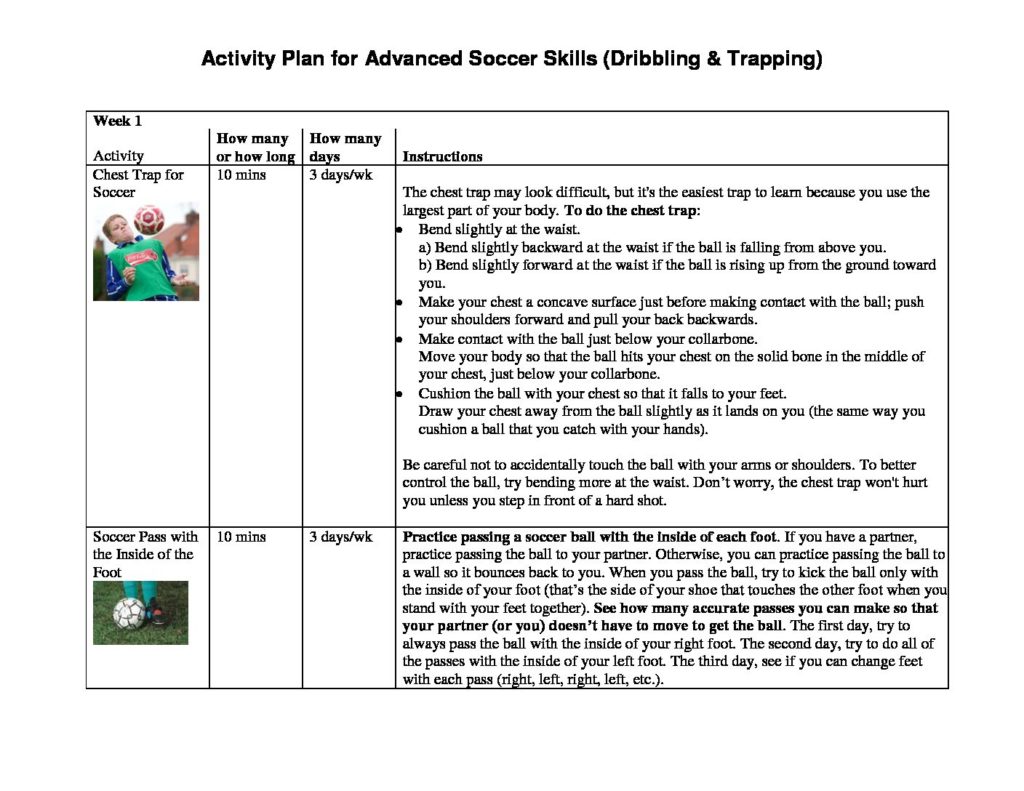 Activity Plan for Advanced Soccer Skills (Dribbling & Trapping)
Week 1
Activity
How many
or how long
How many
days
Instructions
Chest Trap for
Soccer
10 mins
3 days/wk
The chest trap may look difficult, but it's the easiest trap to learn because you use the
largest part of your body. To do the chest trap:
• Bend slightly at the waist.
a) Bend slightly backward at the waist if the ball is falling from above you.
b) Bend slightly forward at the waist if the ball is rising up from the ground toward
you.
• Make your chest a concave surface just before making contact with the ball; push
your shoulders forward and pull your back backwards.
• Make contact with the ball just below your collarbone.
Move your body so that the ball hits your chest on the solid bone in the middle of
your chest, just below your collarbone.
• Cushion the ball with your chest so that it falls to your feet.
Draw your chest away from the ball slightly as it lands on you (the same way you
cushion a ball that you catch with your hands).
Be careful not to accidentally touch the ball with your arms or shoulders. To better
control the ball, try bending more at the waist. Don't worry, the chest trap won't hurt
you unless you step in front of a hard shot.
Soccer Pass with
the Inside of the
Foot
10 mins
3 days/wk
Practice passing a soccer ball with the inside of each foot. If you have a partner,
practice passing the ball to your partner. Otherwise, you can practice passing the ball to
a wall so it bounces back to you. When you pass the ball, try to kick the ball only with
the inside of your foot (that's the side of your shoe that touches the other foot when you
stand with your feet together). See how many accurate passes you can make so that
your partner (or you) doesn't have to move to get the ball. The first day, try to
always pass the ball with the inside of your right foot. The second day, try to do all of
the passes with the inside of your left foot. The third day, see if you can change feet
with each pass (right, left, right, left, etc.).